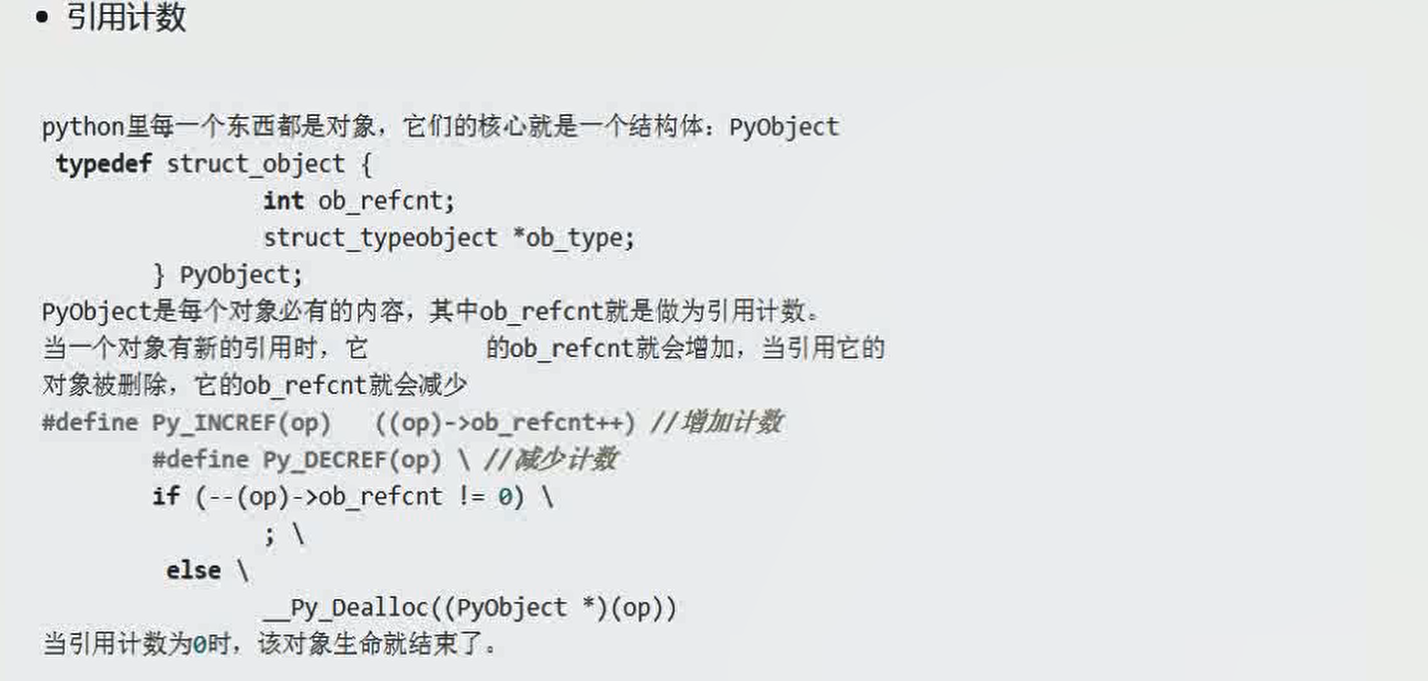 • 引用计数
python里每一个东西都是对象，它们的核心就是一个结构体：PyObject
typedef struct_object {
int ob_refcnt;
struct_typeobject *ob_type;
} PyObject;
PyObject是每个对象必有的内容，其中ob_refcnt就是做为引用计数。
当一个对象有新的引用时，它 的ob_refcnt就会增加，当引用它的
对象被删除，它的ob_refcnt就会减少
#define Py_INCREF(op) ((op)->ob_refcnt++) //增加计数
#define Py_DECREF(op) \ //减少计数
if (--(op)->ob_refcnt != 0) \
; \
else \
__Py_Dealloc((PyObject *)(op))
当引用计数为0时，该对象生命就结束了。